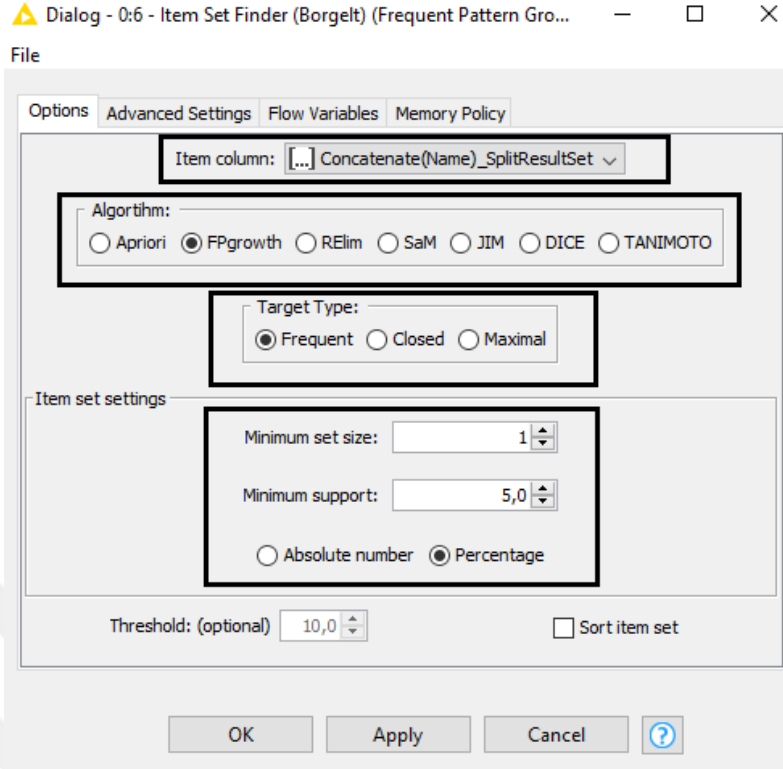 Dialog - 0:6 - Item Set Finder (Borgelt) (Frequent Pattern Gro...
File
Options Advanced Settings Flow Variables Memory Policy
Item column: [...] Concatenate(Name)_SplitResultSet
Algortihm:
Apriori FPgrowth RElim SaM JIM DICE TANIMOTO
Target Type:
Frequent Closed Maximal
Item set settings
Minimum set size: 1
Minimum support: 5,0
Absolute number Percentage
Threshold: (optional) 10,0 Sort item set
OK Apply Cancel ?